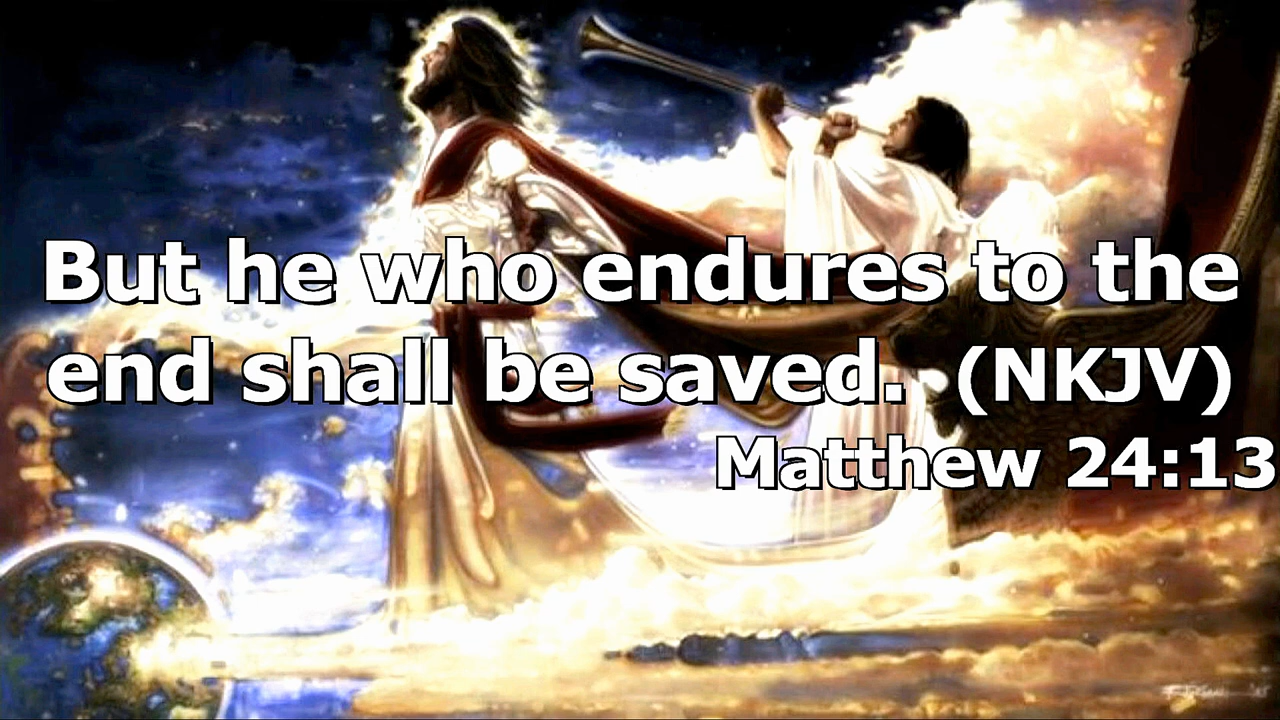 But he who endures to the
end shall be saved. (NKJV)
Matthew 24:13